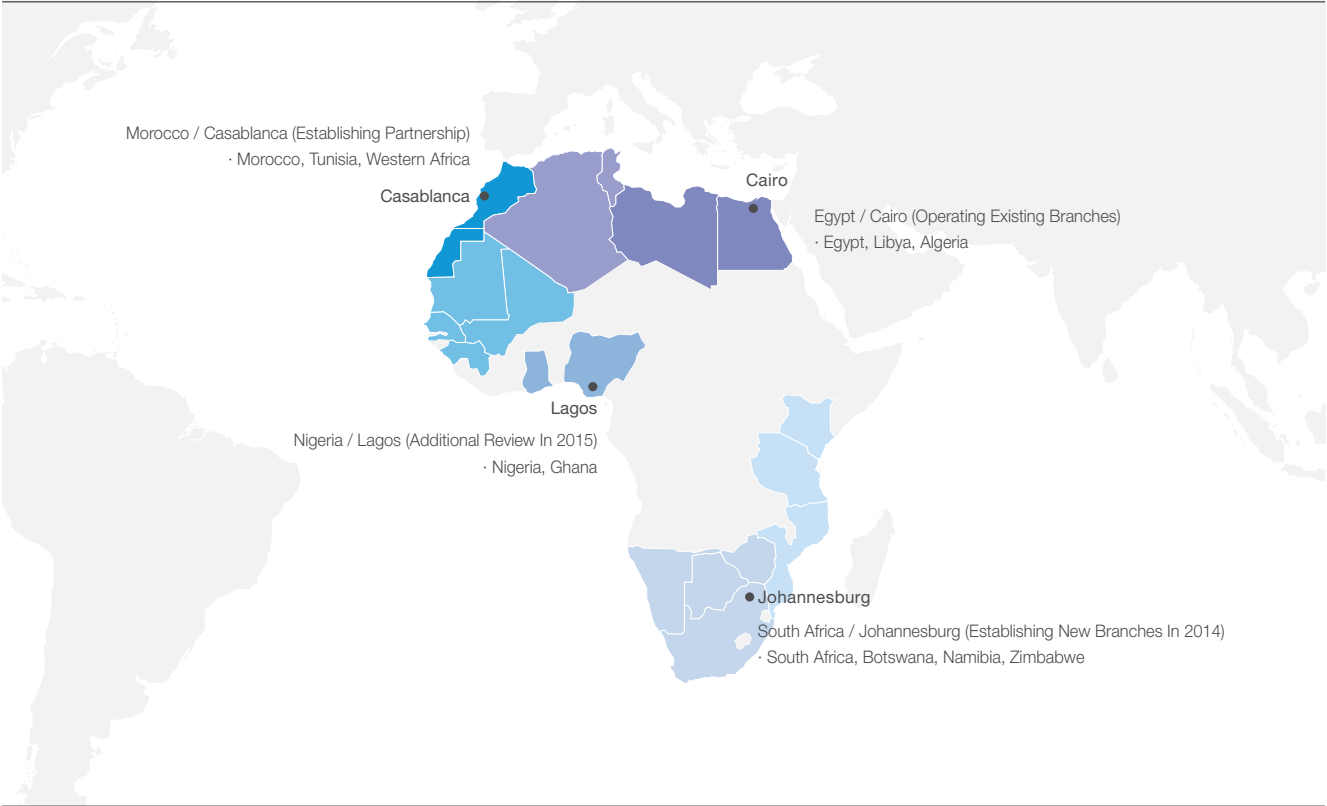 Morocco / Casablanca (Establishing Partnership)
· Morocco, Tunisia, Western Africa
Casablanca
Cairo
Egypt / Cairo (Operating Existing Branches)
· Egypt, Libya, Algeria
Lagos
Nigeria / Lagos (Additional Review In 2015)
· Nigeria, Ghana
Johannesburg
South Africa / Johannesburg (Establishing New Branches In 2014)
· South Africa, Botswana, Namibia, Zimbabwe